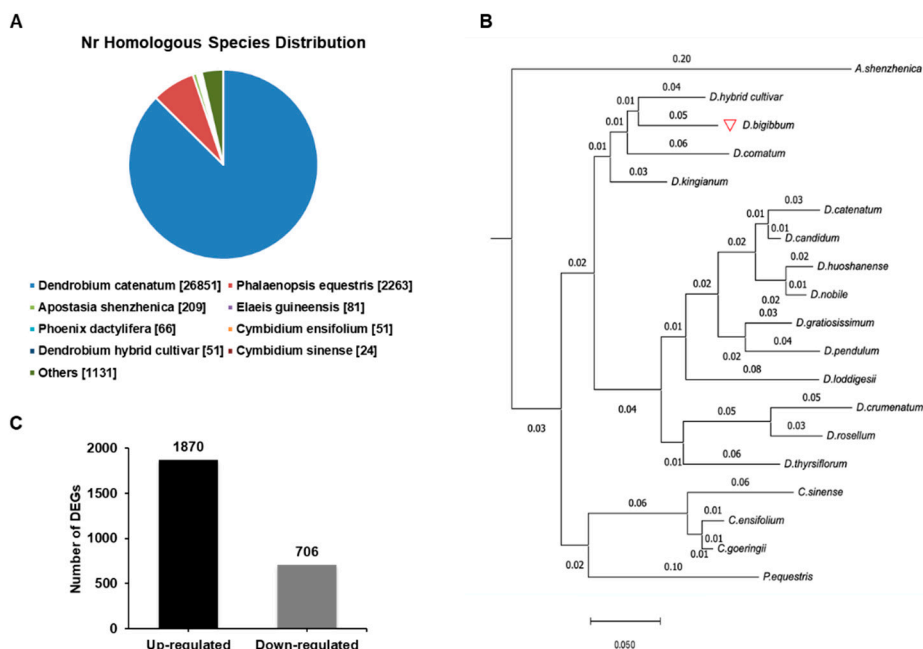 A
Nr Homologous Species Distribution
Dendrobium catenatum [26851]
Phalaenopsis equestris [2263]
Apostasia shenzhenica [209]
Elaeis guineensis [81]
Phoenix dactylifera [66]
Cymbidium ensifolium [51]
Dendrobium hybrid cultivar [51]
Cymbidium sinense [24]
Others [1131]
B
0.20
A.shenzhenica
0.04
D.hybrid cultivar
0.01
0.05
D.bigibbum
0.01
0.06
D.comatum
0.01
0.03
D.kingianum
0.02
0.03
D.catenatum
0.01
0.01
D.candidum
0.02
0.02
D.huoshanense
0.01
0.01
D.nobile
0.02
0.02
0.03
D.gratiosissimum
0.04
D.pendulum
0.02
0.01
0.08
D.loddigesii
0.04
0.05
D.crumenatum
0.05
0.03
D.rosellum
0.01
0.06
D.thyrsiflorum
0.03
0.06
C.sinense
0.06
0.01
C.ensifolium
0.01
0.01
C.goeringii
0.02
0.10
P.equestris
0.050
C
Number of DEGs
2000
1500
1000
500
0
1870
706
Up-regulated
Down-regulated